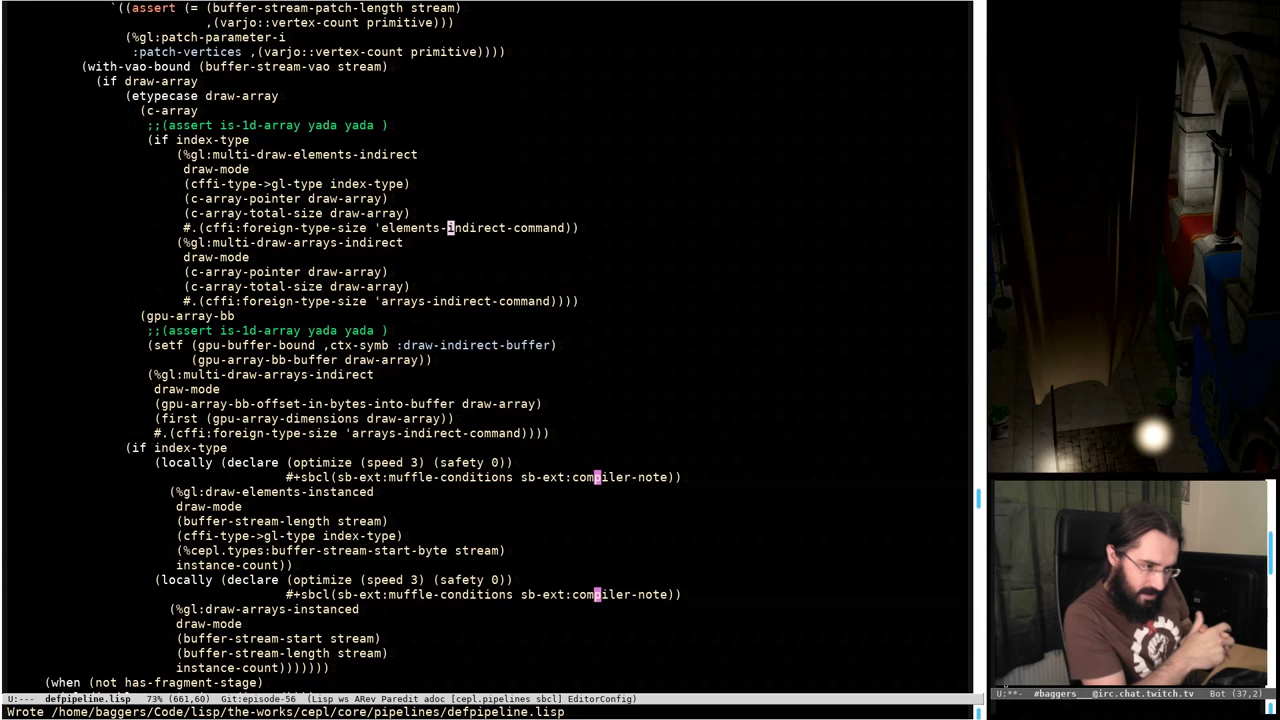 `((assert (= (buffer-stream-patch-length stream)
,(varjo::vertex-count primitive)))
(%gl:patch-parameter-i
:patch-vertices ,(varjo::vertex-count primitive))))
(with-vao-bound (buffer-stream-vao stream)
(if draw-array
(etypecase draw-array
(c-array
;;(assert is-1d-array yada yada )
(if index-type
(%gl:multi-draw-elements-indirect
draw-mode
(cffi-type->gl-type index-type)
(c-array-pointer draw-array)
(c-array-total-size draw-array)
#.(cffi:foreign-type-size 'elements-indirect-command))
(%gl:multi-draw-arrays-indirect
draw-mode
(c-array-pointer draw-array)
(c-array-total-size draw-array)
#.(cffi:foreign-type-size 'arrays-indirect-command))))
(gpu-array-bb
;;(assert is-1d-array yada yada )
(setf (gpu-buffer-bound ,ctx-symb :draw-indirect-buffer)
(gpu-array-bb-buffer draw-array))
(%gl:multi-draw-arrays-indirect
draw-mode
(gpu-array-bb-offset-in-bytes-into-buffer draw-array)
(first (gpu-array-dimensions draw-array))
#.(cffi:foreign-type-size 'arrays-indirect-command))))
(if index-type
(locally (declare (optimize (speed 3) (safety 0))
#+sbcl(sb-ext:muffle-conditions sb-ext:compiler-note))
(%gl:draw-elements-instanced
draw-mode
(buffer-stream-length stream)
(cffi-type->gl-type index-type)
(%cepl.types:buffer-stream-start-byte stream)
instance-count))
(locally (declare (optimize (speed 3) (safety 0))
#+sbcl(sb-ext:muffle-conditions sb-ext:compiler-note))
(%gl:draw-arrays-instanced
draw-mode
(buffer-stream-start stream)
(buffer-stream-length stream)
instance-count)))))))
(when (not has-fragment-stage)
U:--- defpipeline.lisp 73% (661,60) Git:episode-56 (Lisp ws ARev Paredit adoc [cepl.pipelines sbcl] EditorConfig)
Wrote /home/baggers/Code/lisp/the-works/cepl/core/pipelines/defpipeline.lisp
U:**- #baggers___@irc.chat.twitch.tv Bot (37,2)